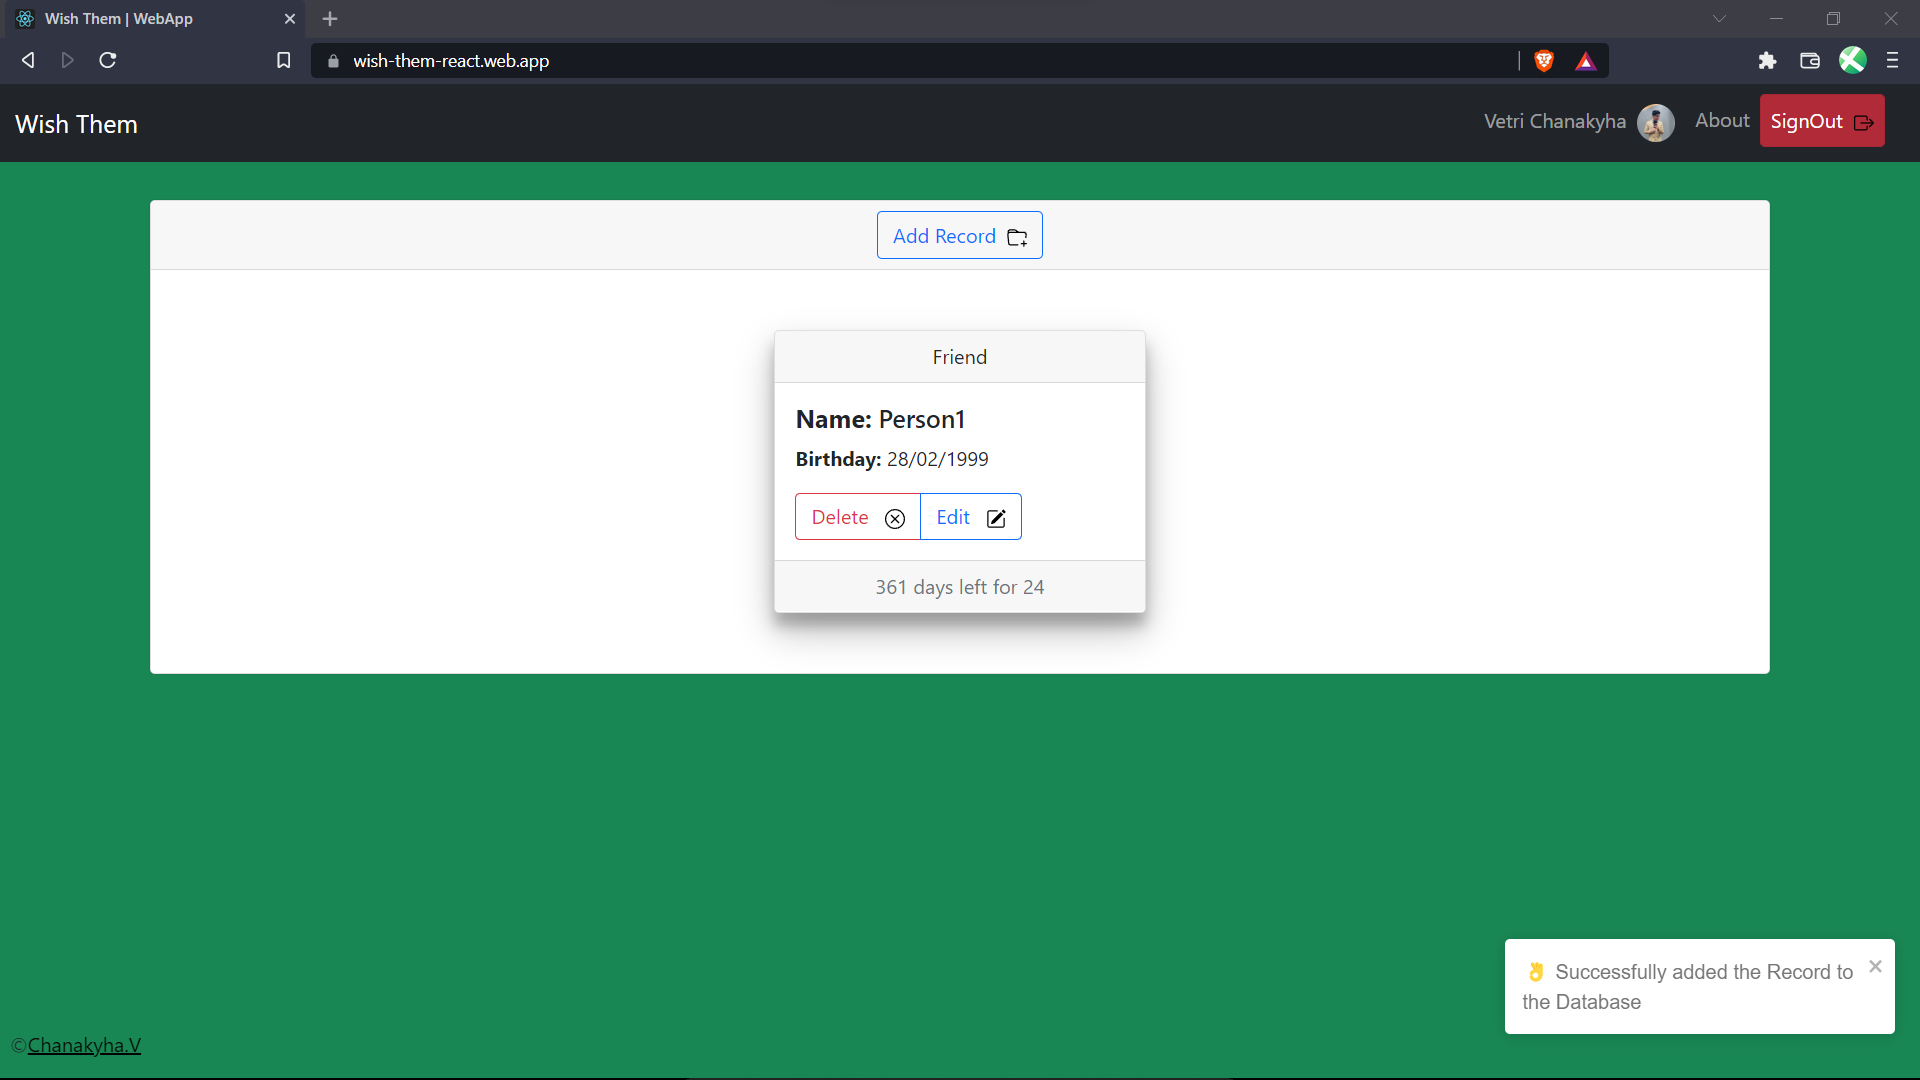 Wish Them | WebApp
wish-them-react.web.app
Wish Them
Vetri Chanakyha
About
SignOut
Add Record
Friend
Name: Person1
Birthday: 28/02/1999
Delete
Edit
361 days left for 24
👌 Successfully added the Record to
the Database
©Chanakyha.V